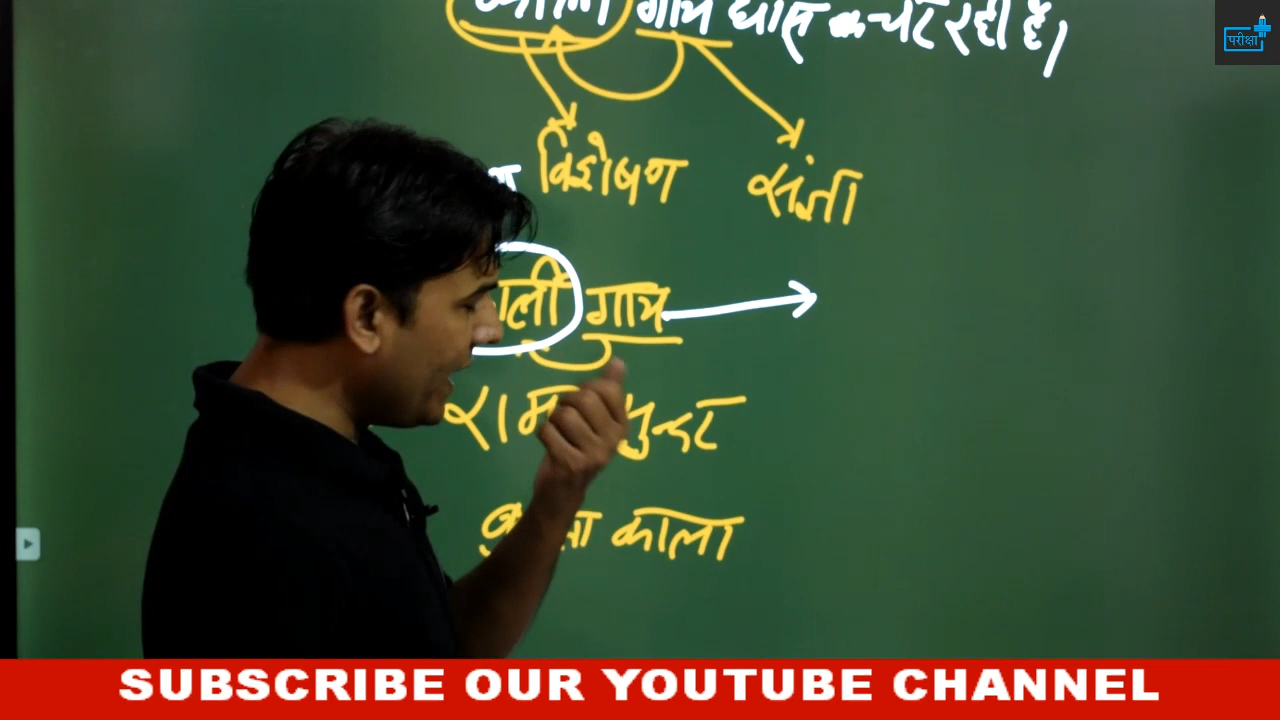 काली गाय घास चर रही है।
परीक्षा
विशेषण संज्ञा
गाय
राम सुन्दर
काला
SUBSCRIBE OUR YOUTUBE CHANNEL